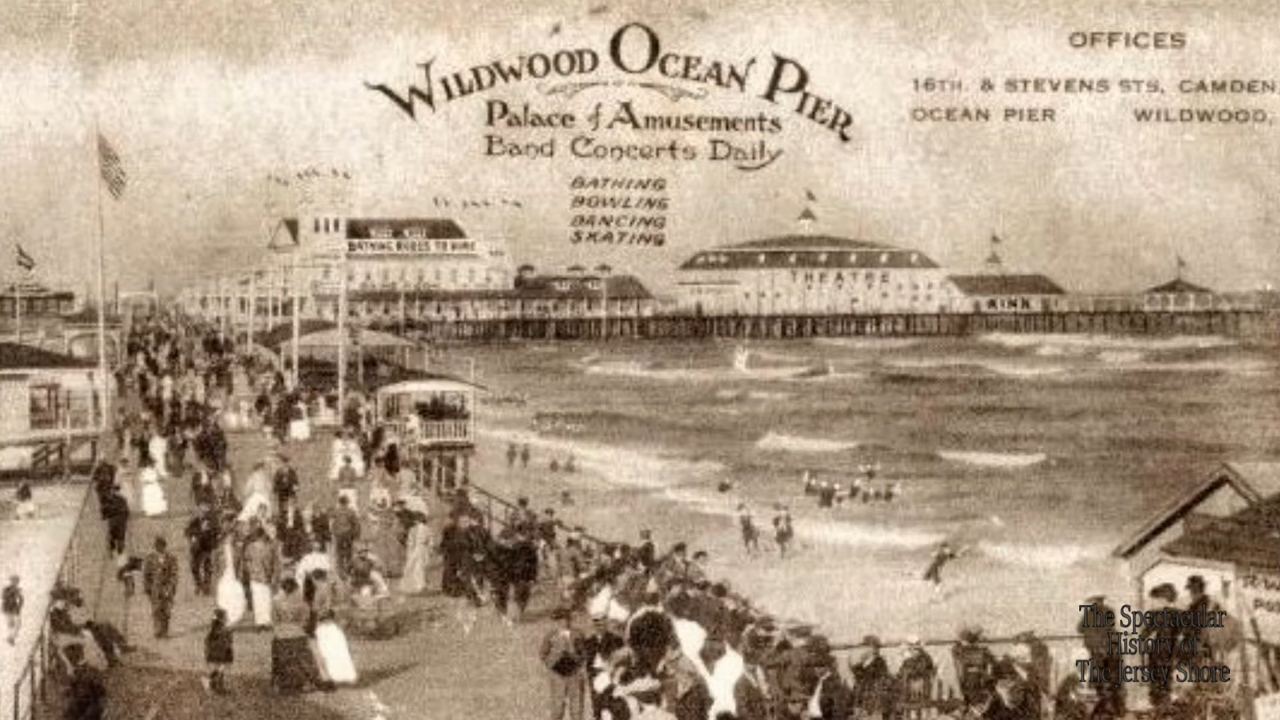 WILDWOOD OCEAN PIER
Palace of Amusements
Band Concerts Daily
BATHING
BOWLING
DANCING
SKATING
OFFICES
16TH. & STEVENS STS, CAMDEN,
OCEAN PIER WILDWOOD,
BATHING ROBES TO HIRE
THEATRE
RINK
The Spectacular
History of
The Jersey Shore